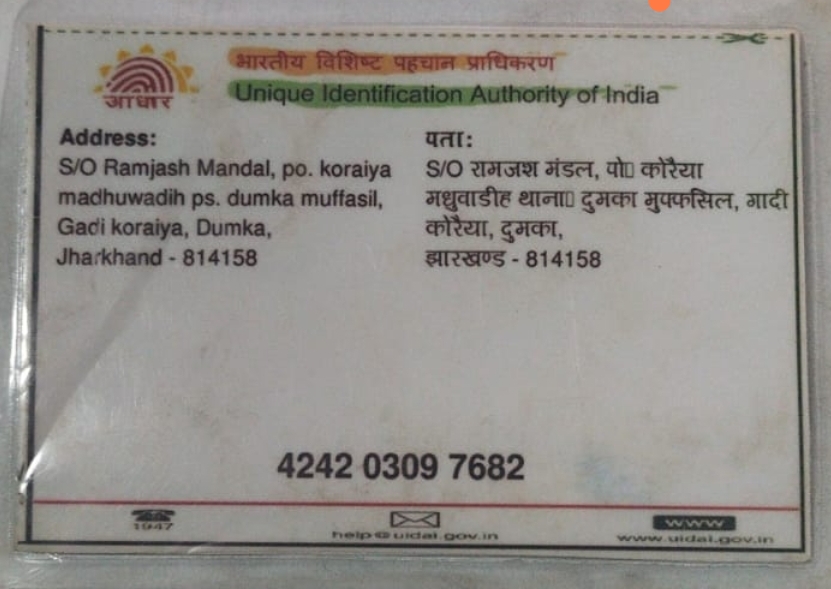 भारतीय विशिष्ट पहचान प्राधिकरण
Unique Identification Authority of India
आधार
Address:
S/O Ramjash Mandal, po. koraiya
madhuwadih ps. dumka muffasil,
Gadi koraiya, Dumka,
Jharkhand - 814158
पता:
S/O रामजश मंडल, पो▯ कोरैया
मधुवाडीह थाना▯ दुमका मुफ्फसिल, गादी
कोरैया, दुमका,
झारखण्ड - 814158
4242 0309 7682
1947
help@uidai.gov.in
www
www.uidai.gov.in